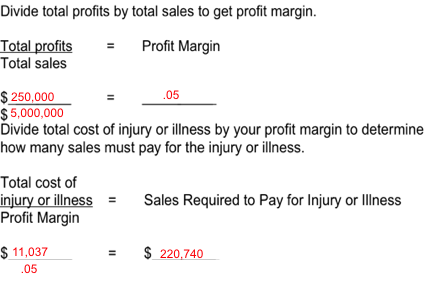 Divide total profits by total sales to get profit margin.
Total profits = Profit Margin
Total sales
$ 250,000 = .05
$ 5,000,000
Divide total cost of injury or illness by your profit margin to determine
how many sales must pay for the injury or illness.
Total cost of
injury or illness = Sales Required to Pay for Injury or Illness
Profit Margin
$ 11,037 = $ 220,740
.05